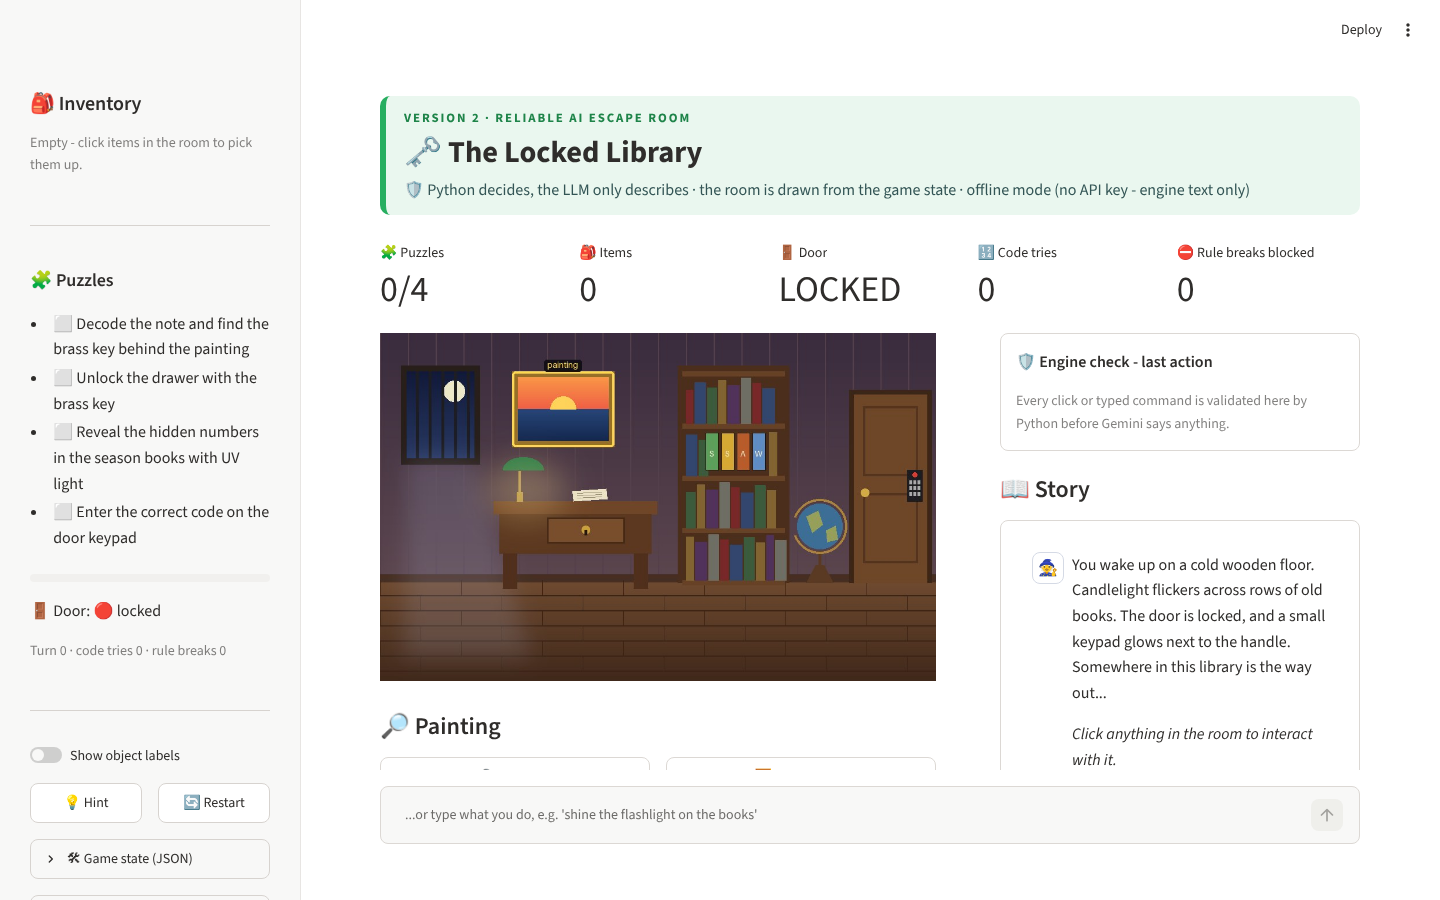 Deploy
🎒 Inventory
Empty - click items in the room to pick
them up.
🧩 Puzzles
Decode the note and find the
brass key behind the painting
Unlock the drawer with the
brass key
Reveal the hidden numbers
in the season books with UV
light
Enter the correct code on the
door keypad
🚪 Door: 🔴 locked
Turn 0 · code tries 0 · rule breaks 0
Show object labels
💡 Hint
🔄 Restart
🛠 Game state (JSON)
VERSION 2 · RELIABLE AI ESCAPE ROOM
🗝️ The Locked Library
🛡️ Python decides, the LLM only describes · the room is drawn from the game state · offline mode (no API key - engine text only)
🧩 Puzzles
0/4
🎒 Items
0
🚪 Door
LOCKED
🔢 Code tries
0
⛔ Rule breaks blocked
0
painting
S S A W
🔎 Painting
🛡️ Engine check - last action
Every click or typed command is validated here by
Python before Gemini says anything.
📖 Story
You wake up on a cold wooden floor.
Candlelight flickers across rows of old
books. The door is locked, and a small
keypad glows next to the handle.
Somewhere in this library is the way
out...
Click anything in the room to interact
with it.
...or type what you do, e.g. 'shine the flashlight on the books'